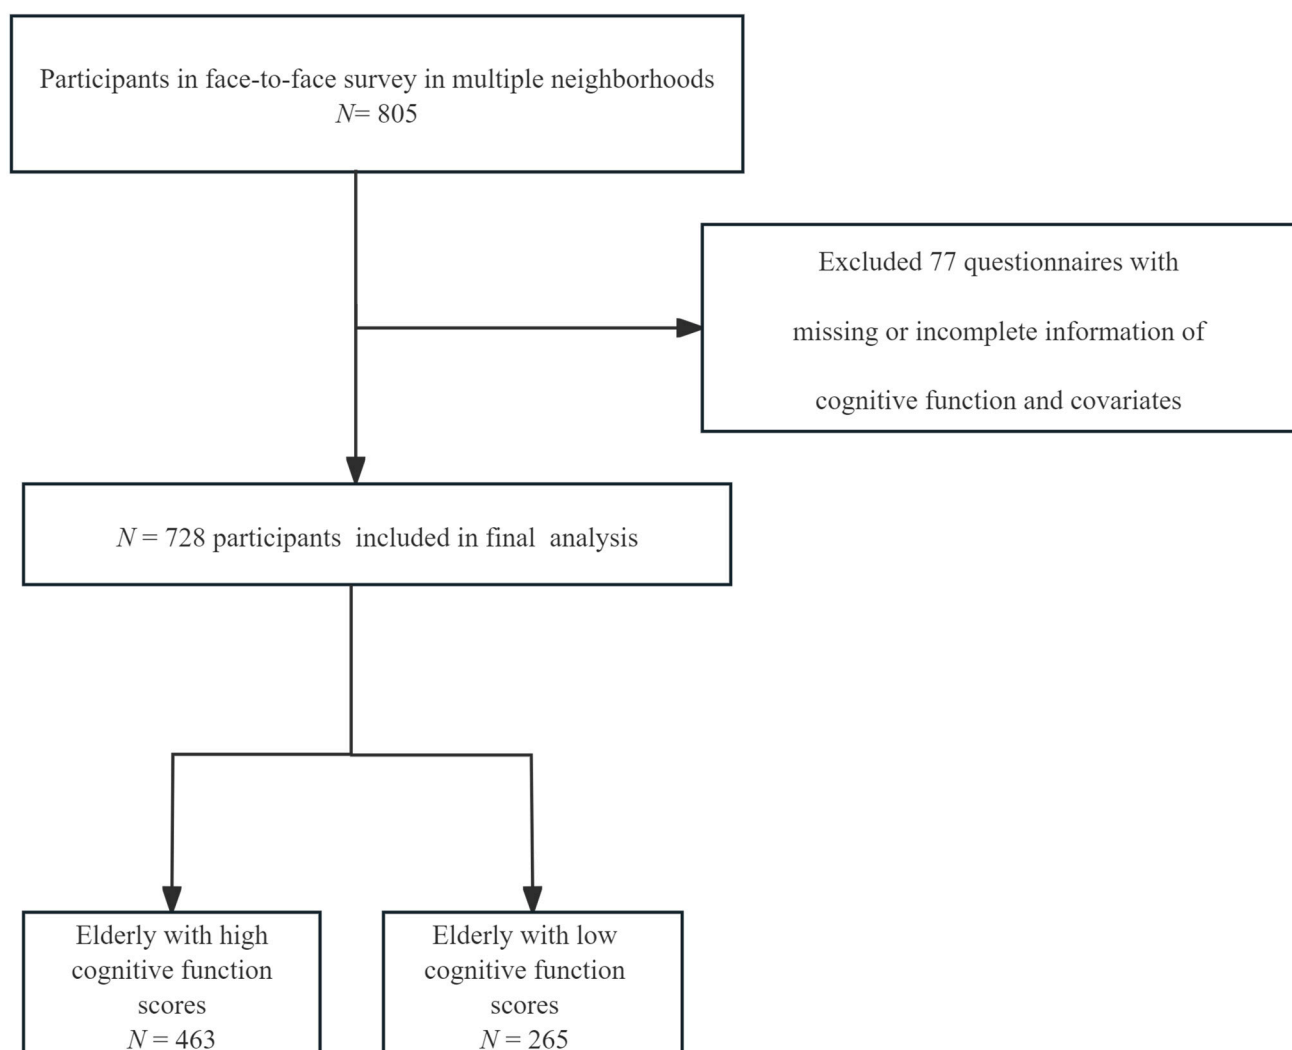 Participants in face-to-face survey in multiple neighborhoods
N= 805
Excluded 77 questionnaires with
missing or incomplete information of
cognitive function and covariates
N = 728 participants  included in final  analysis
Elderly with high
cognitive function
scores
N = 463
Elderly with low
cognitive function
scores
N = 265